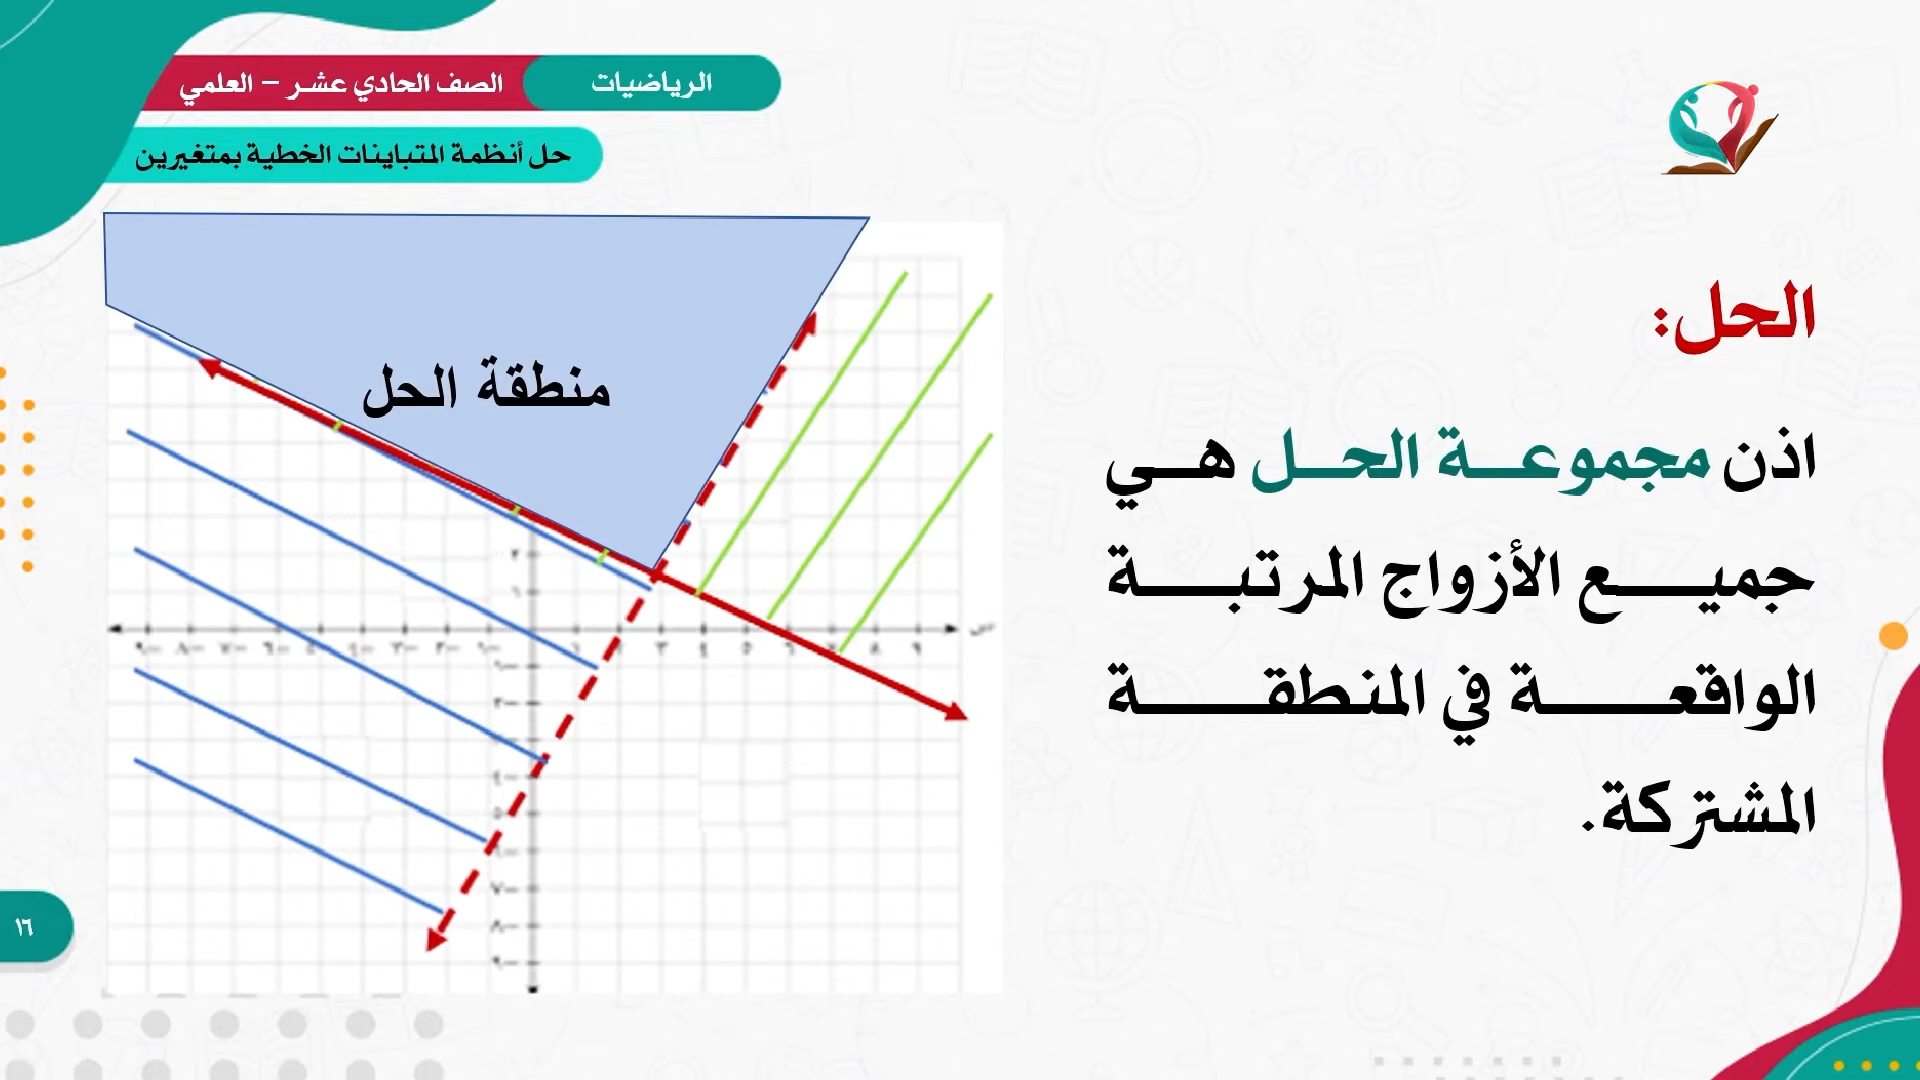 الرياضيات
الصف الحادي عشر – العلمي
حل أنظمة المتباينات الخطية بمتغيرين
الحل:
اذن مجموعة الحل هي
جميع الأزواج المرتبة
الواقعة في المنطقة
المشتركة.
منطقة الحل
١٦